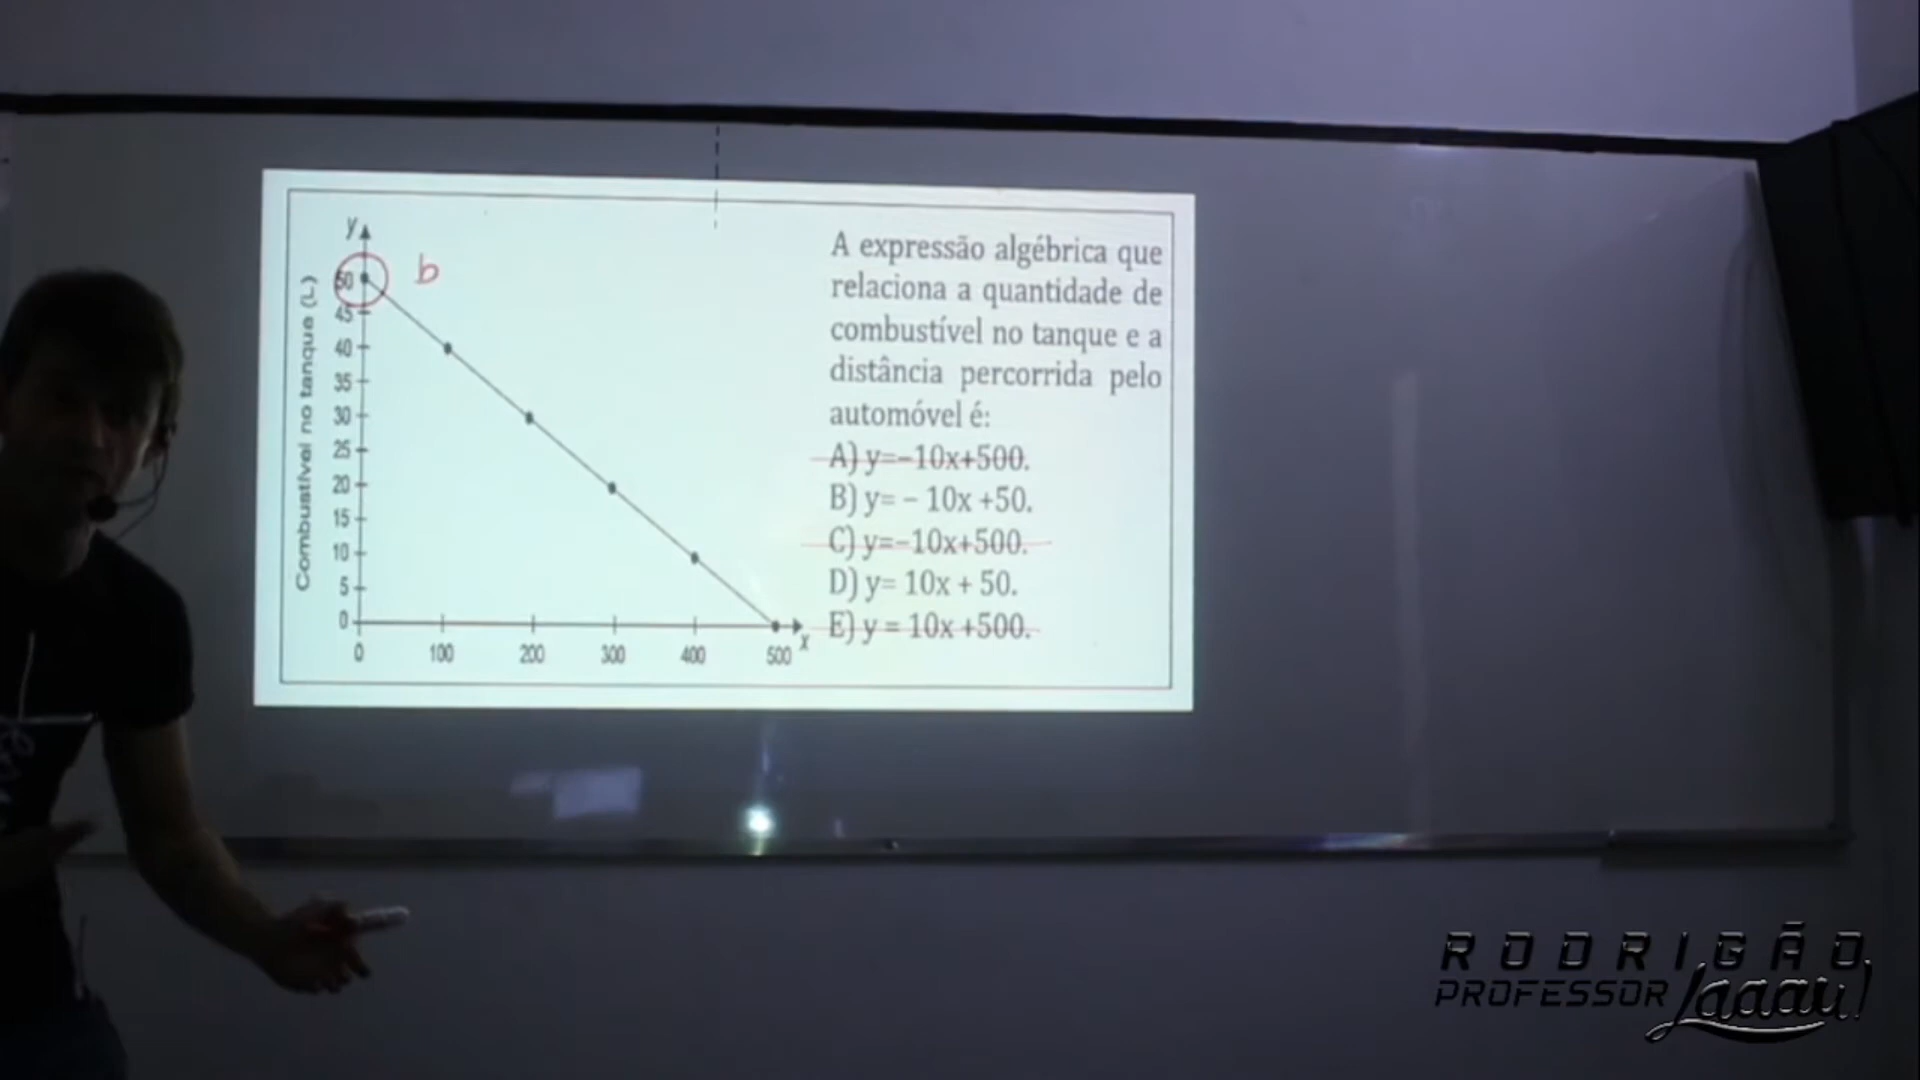 y
b
Combustível no tanque (L)
50
45
40
35
30
25
20
15
10
5
0
0 100 200 300 400 500 x
A expressão algébrica que
relaciona a quantidade de
combustível no tanque e a
distância percorrida pelo
automóvel é:
A) y=-10x+500.
B) y= - 10x +50.
C) y=-10x+500.
D) y= 10x + 50.
E) y = 10x +500.
RODRIGÃO
PROFESSOR Laaau!